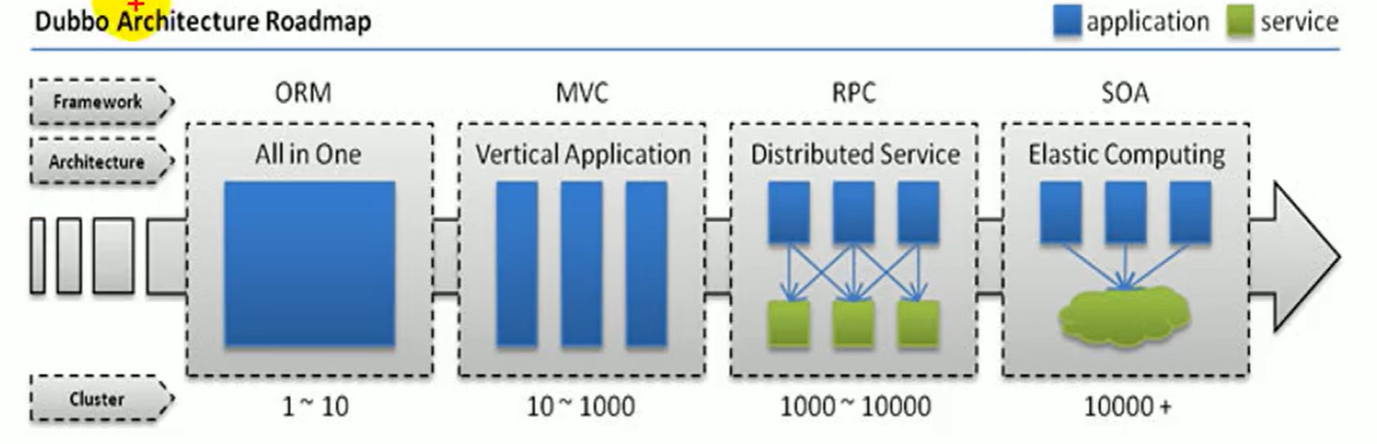 Dubbo Architecture Roadmap
application
service
Framework
ORM
MVC
RPC
SOA
Architecture
All in One
Vertical Application
Distributed Service
Elastic Computing
Cluster
1 ~ 10
10 ~ 1000
1000 ~ 10000
10000 +